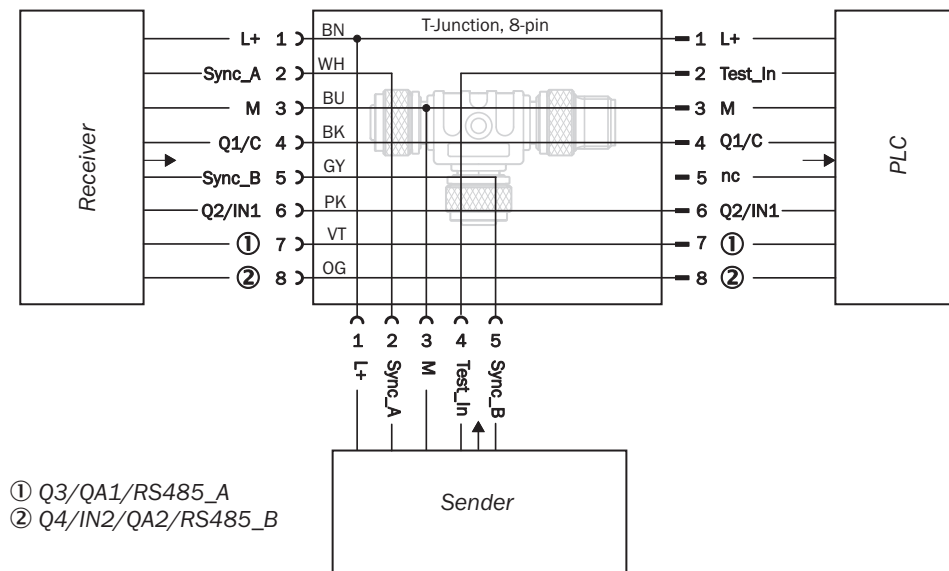 T-Junction, 8-pin
L+ 1 BN 1 L+
Sync_A 2 WH 2 Test_In
M 3 BU 3 M
Q1/C 4 BK 4 Q1/C
Sync_B 5 GY 5 nc
Q2/IN1 6 PK 6 Q2/IN1
① 7 VT 7 ①
② 8 OG 8 ②
Receiver
PLC
1 2 3 4 5
L+ Sync_A M Test_In Sync_B
Sender
① Q3/QA1/RS485_A
② Q4/IN2/QA2/RS485_B